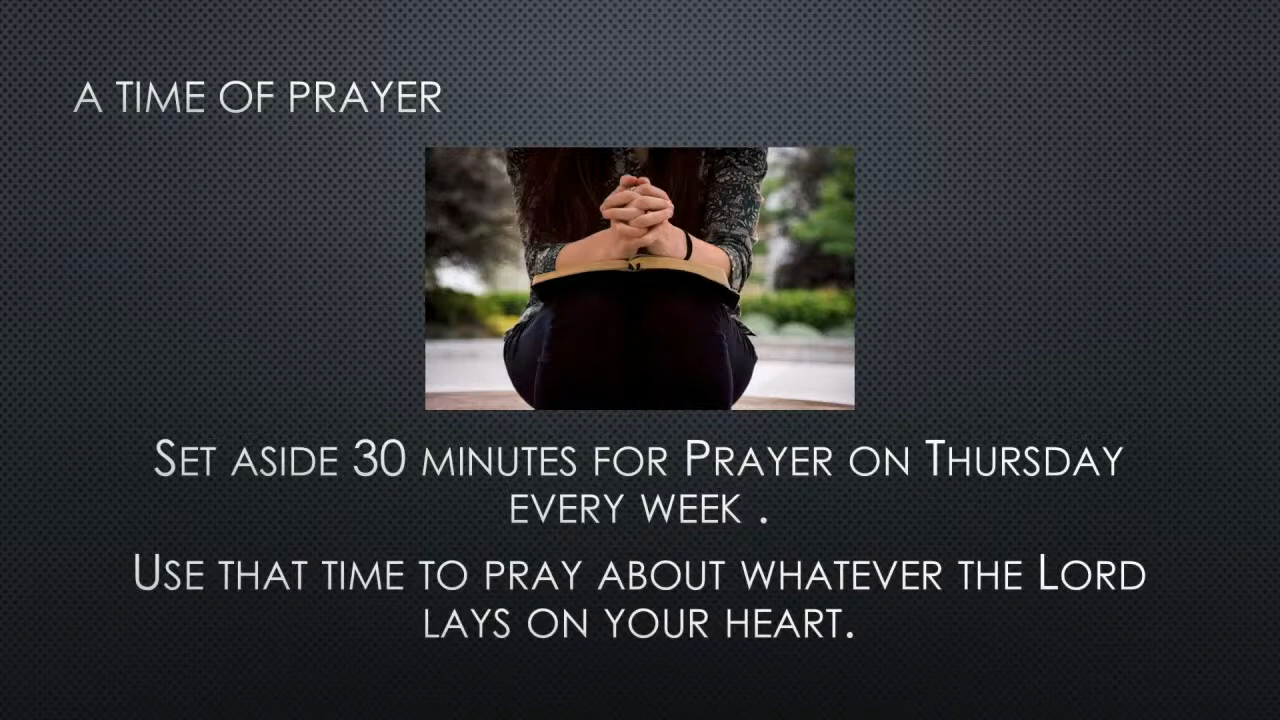 A TIME OF PRAYER
SET ASIDE 30 MINUTES FOR PRAYER ON THURSDAY
EVERY WEEK .
USE THAT TIME TO PRAY ABOUT WHATEVER THE LORD
LAYS ON YOUR HEART.